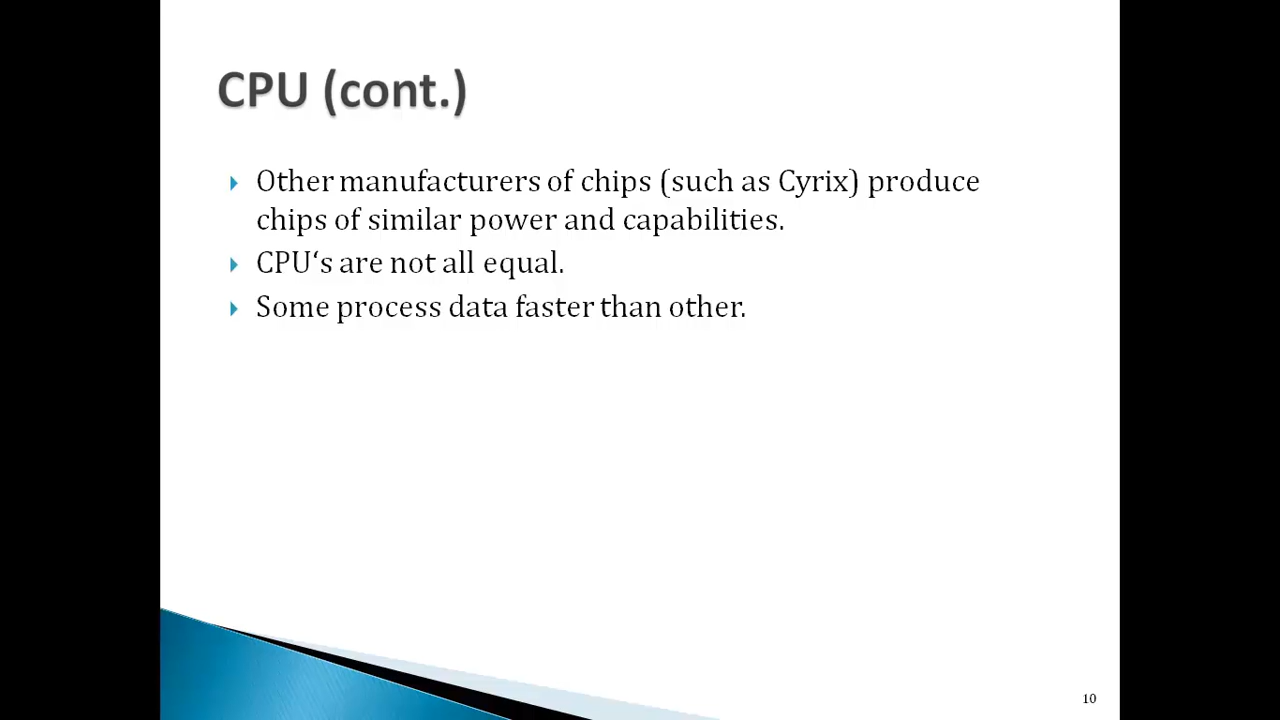 CPU (cont.)
Other manufacturers of chips (such as Cyrix) produce
chips of similar power and capabilities.
CPU‘s are not all equal.
Some process data faster than other.
10